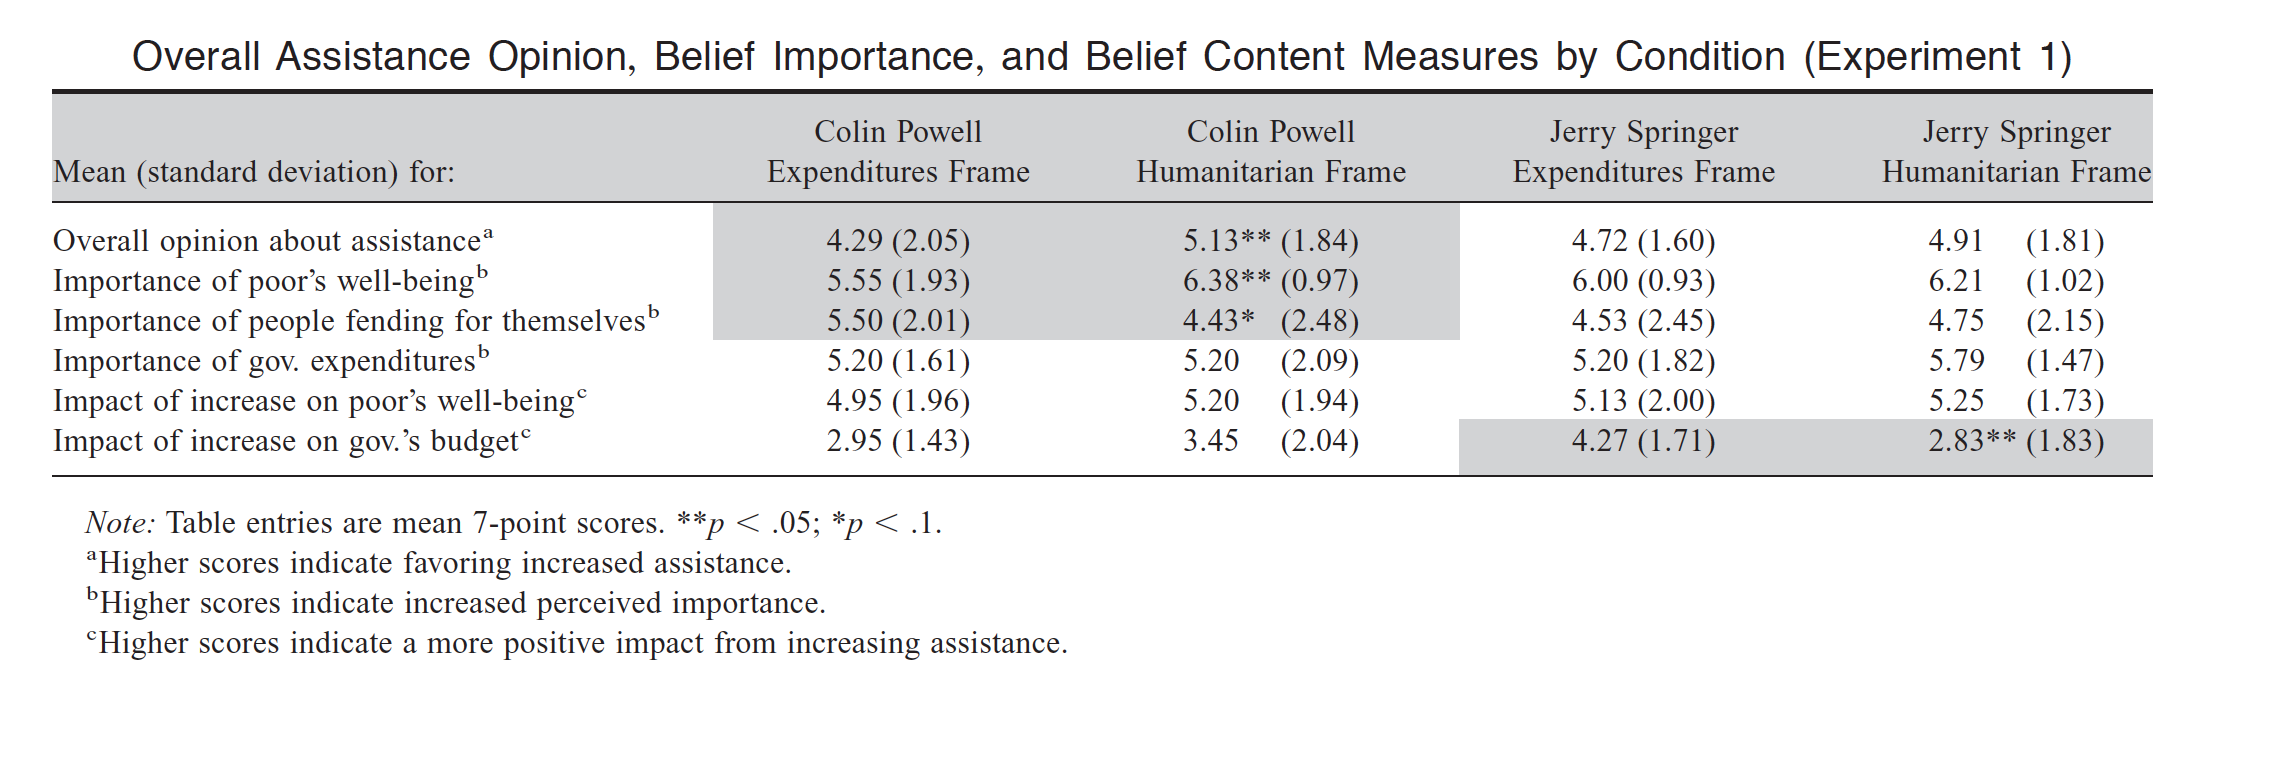 Overall Assistance Opinion, Belief Importance, and Belief Content Measures by Condition (Experiment 1)
Colin Powell Colin Powell Jerry Springer Jerry Springer
Mean (standard deviation) for: Expenditures Frame Humanitarian Frame Expenditures Frame Humanitarian Frame
Overall opinion about assistanceᵃ 4.29 (2.05) 5.13** (1.84) 4.72 (1.60) 4.91 (1.81)
Importance of poor’s well-beingᵇ 5.55 (1.93) 6.38** (0.97) 6.00 (0.93) 6.21 (1.02)
Importance of people fending for themselvesᵇ 5.50 (2.01) 4.43* (2.48) 4.53 (2.45) 4.75 (2.15)
Importance of gov. expendituresᵇ 5.20 (1.61) 5.20 (2.09) 5.20 (1.82) 5.79 (1.47)
Impact of increase on poor’s well-beingᶜ 4.95 (1.96) 5.20 (1.94) 5.13 (2.00) 5.25 (1.73)
Impact of increase on gov.’s budgetᶜ 2.95 (1.43) 3.45 (2.04) 4.27 (1.71) 2.83** (1.83)
Note: Table entries are mean 7-point scores. **p < .05; *p < .1.
ᵃHigher scores indicate favoring increased assistance.
ᵇHigher scores indicate increased perceived importance.
ᶜHigher scores indicate a more positive impact from increasing assistance.